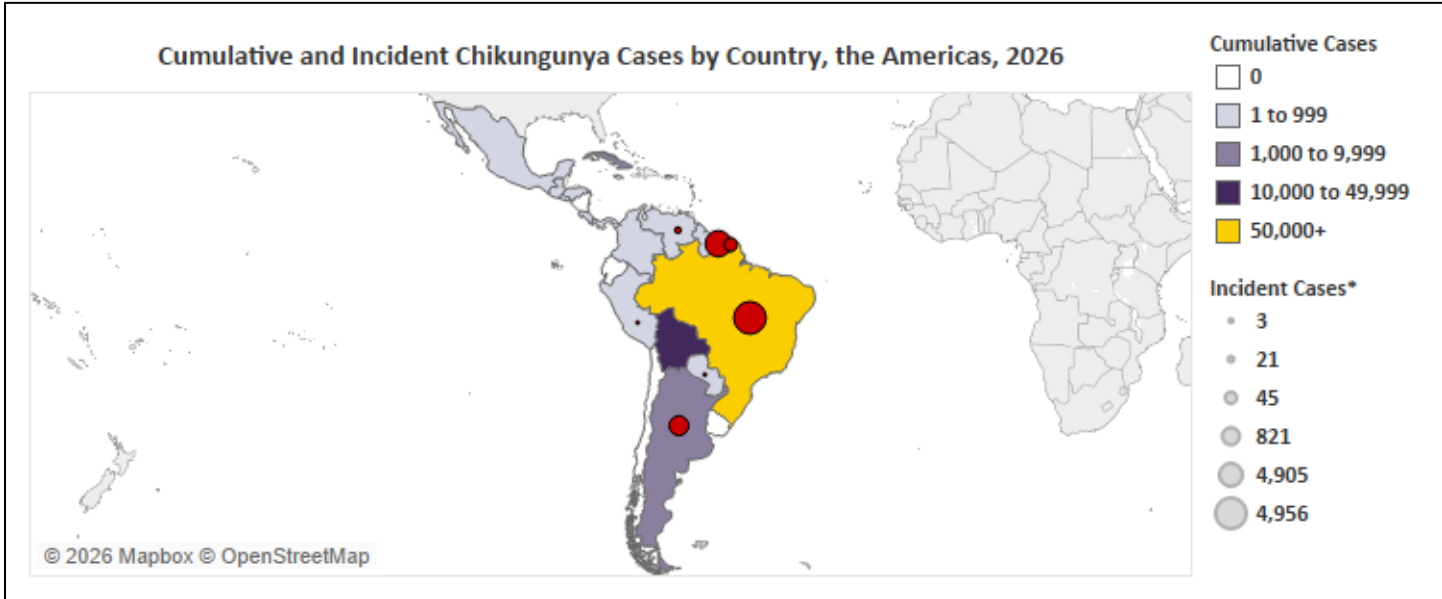 Cumulative and Incident Chikungunya Cases by Country, the Americas, 2026
Cumulative Cases
0
1 to 999
1,000 to 9,999
10,000 to 49,999
50,000+
Incident Cases*
3
21
45
821
4,905
4,956
© 2026 Mapbox © OpenStreetMap